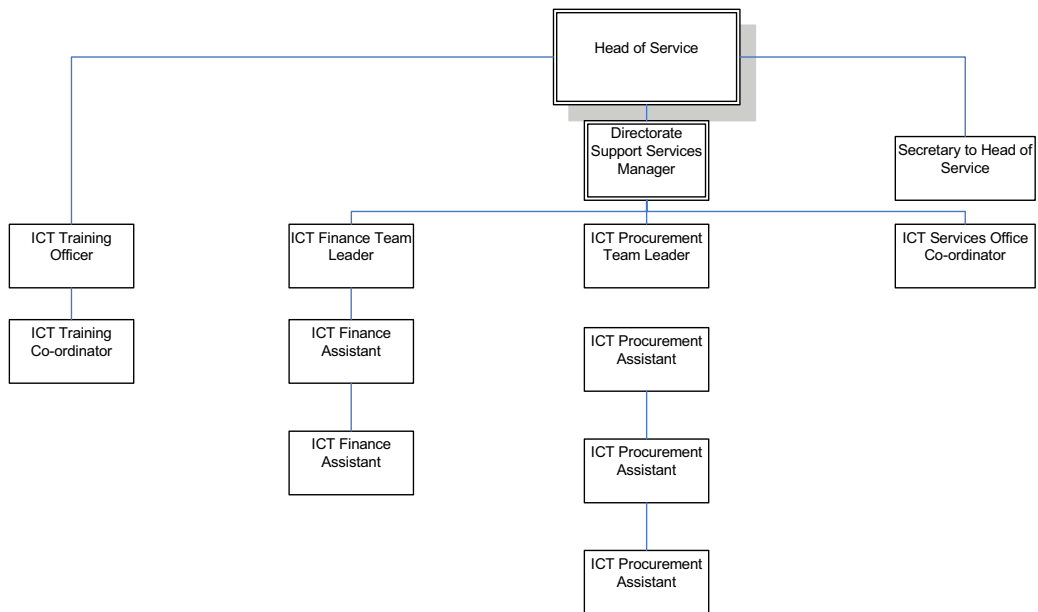 Head of Service
Directorate
Support Services
Manager
Secretary to Head of
Service
ICT Training
Officer
ICT Finance Team
Leader
ICT Procurement
Team Leader
ICT Services Office
Co-ordinator
ICT Training
Co-ordinator
ICT Finance
Assistant
ICT Procurement
Assistant
ICT Finance
Assistant
ICT Procurement
Assistant
ICT Procurement
Assistant